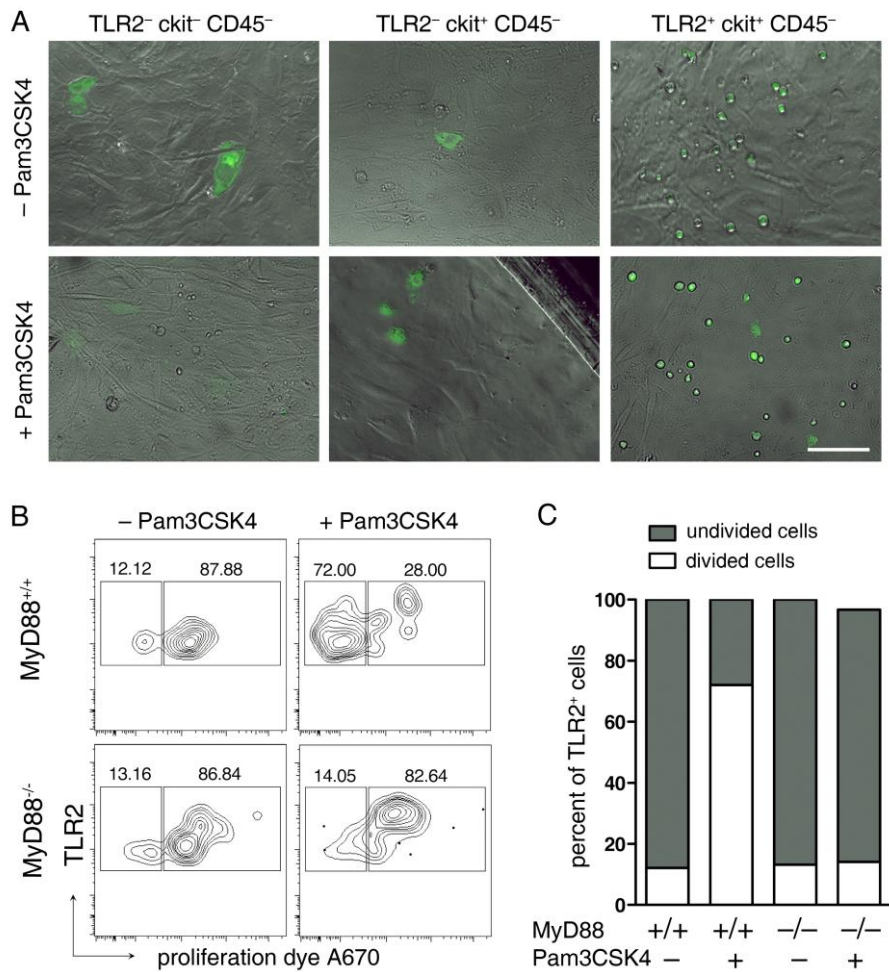 A
TLR2⁻ ckit⁻ CD45⁻
TLR2⁻ ckit⁺ CD45⁻
TLR2⁺ ckit⁺ CD45⁻
– Pam3CSK4
+ Pam3CSK4
B
– Pam3CSK4
+ Pam3CSK4
MyD88⁺/⁺
12.12 87.88
72.00 28.00
MyD88⁻/⁻
13.16 86.84
14.05 82.64
TLR2
proliferation dye A670
C
undivided cells
divided cells
percent of TLR2⁺ cells
100
80
60
40
20
0
MyD88 +/+ +/+ –/– –/–
Pam3CSK4 – + – +